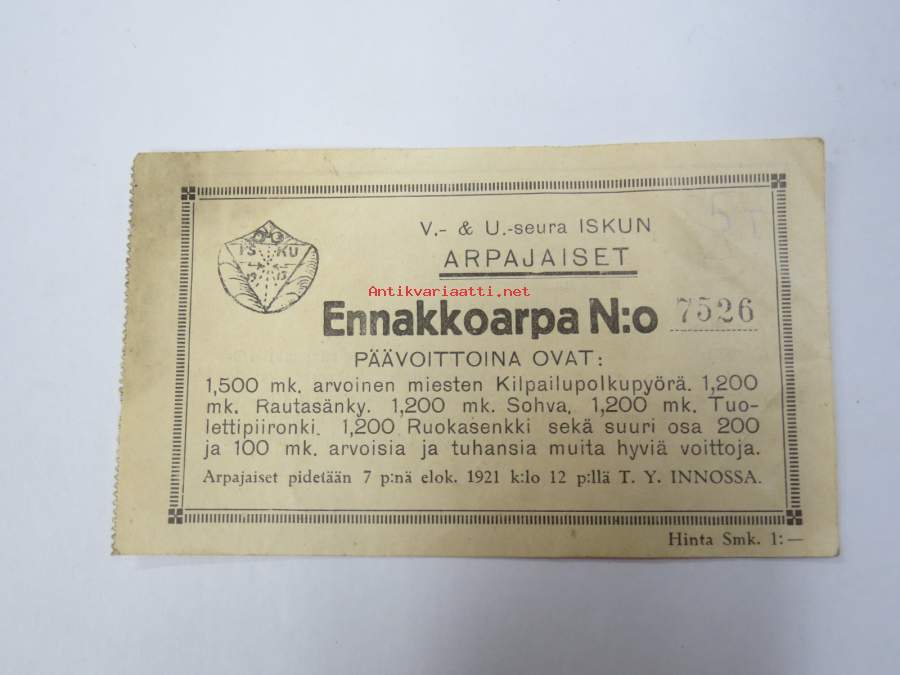 V.- & U.-seura ISKUN
ARPAJAISET
ISKU
Antikvariaatti.net
Ennakkoarpa N:o 7526
PÄÄVOITTOINA OVAT:
1,500 mk. arvoinen miesten Kilpailupolkupyörä. 1,200
mk. Rautasänky. 1,200 mk. Sohva, 1,200 mk. Tuo-
lettipiironki. 1,200 Ruokasenkki sekä suuri osa 200
ja 100 mk. arvoisia ja tuhansia muita hyviä voittoja.
Arpajaiset pidetään 7 p:nä elok. 1921 k:lo 12 p:llä T. Y. INNOSSA.
Hinta Smk. 1:—